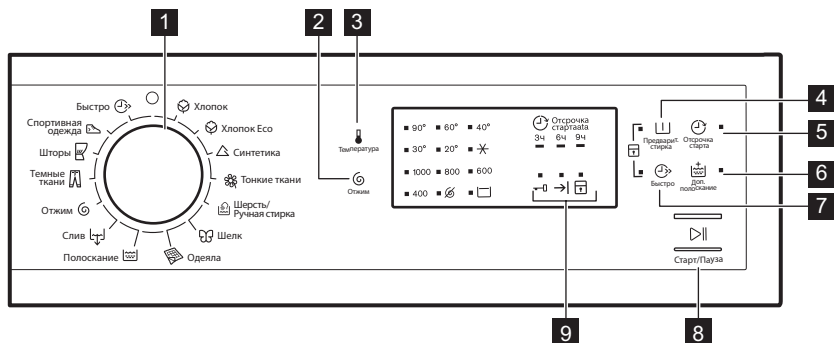 1
2
3
4
5
6
7
8
9
Быстро
Спортивная
одежда
Шторы
Темные
ткани
Отжим
Слив
Полоскание
Хлопок
Хлопок Eco
Синтетика
Тонкие ткани
Шерсть/
Ручная стирка
Шелк
Одеяла
Температура
Отжим
90° 60° 40°
30° 20°
1000 800 600
400
Отсрочка
стартаata
3ч 6ч 9ч
Предварит.
стирка
Отсрочка
старта
Быстро
Доп.
полоскание
Старт/Пауза